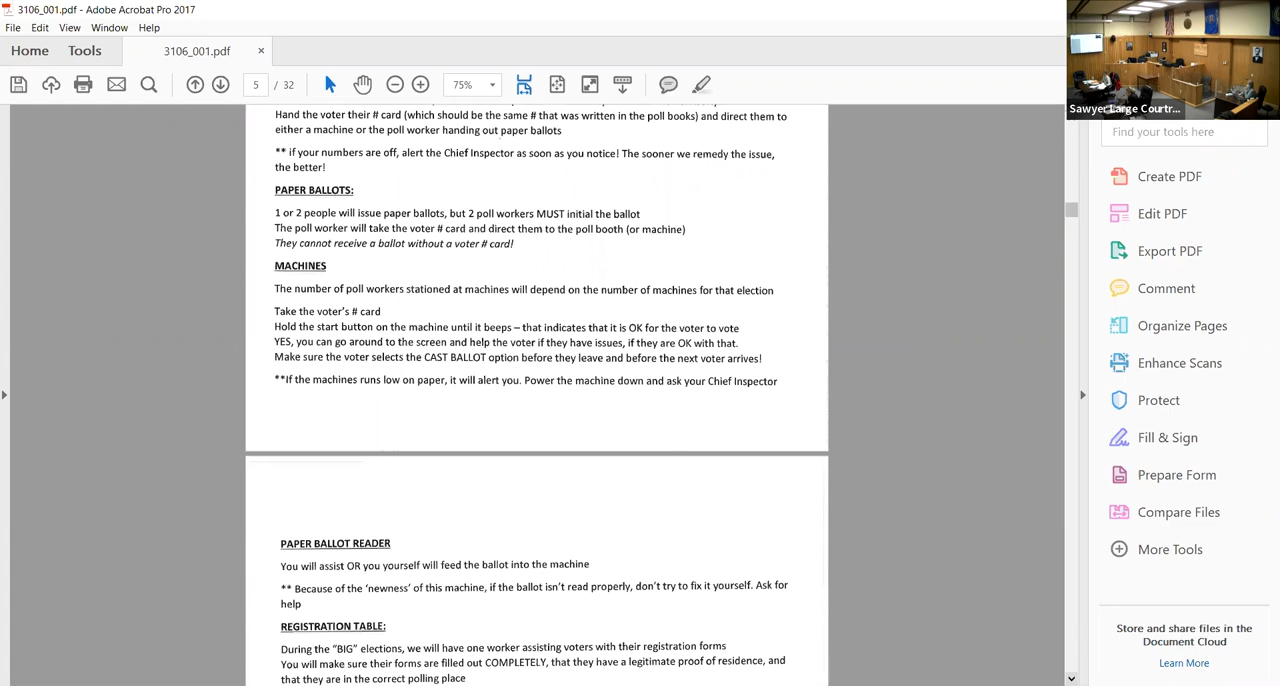 3106_001.pdf - Adobe Acrobat Pro 2017
File Edit View Window Help
Home Tools 3106_001.pdf ×
5 / 32 75%
Sawyer Large Courtr...
Find your tools here
Hand the voter their # card (which should be the same # that was written in the poll books) and direct them to
either a machine or the poll worker handing out paper ballots
** if your numbers are off, alert the Chief Inspector as soon as you notice! The sooner we remedy the issue,
the better!
PAPER BALLOTS:
1 or 2 people will issue paper ballots, but 2 poll workers MUST initial the ballot
The poll worker will take the voter # card and direct them to the poll booth (or machine)
They cannot receive a ballot without a voter # card!
MACHINES
The number of poll workers stationed at machines will depend on the number of machines for that election
Take the voter's # card
Hold the start button on the machine until it beeps – that indicates that it is OK for the voter to vote
YES, you can go around to the screen and help the voter if they have issues, if they are OK with that.
Make sure the voter selects the CAST BALLOT option before they leave and before the next voter arrives!
**If the machines runs low on paper, it will alert you. Power the machine down and ask your Chief Inspector
PAPER BALLOT READER
You will assist OR you yourself will feed the ballot into the machine
** Because of the 'newness' of this machine, if the ballot isn't read properly, don't try to fix it yourself. Ask for
help
REGISTRATION TABLE:
During the "BIG" elections, we will have one worker assisting voters with their registration forms
You will make sure their forms are filled out COMPLETELY, that they have a legitimate proof of residence, and
that they are in the correct polling place
Create PDF
Edit PDF
Export PDF
Comment
Organize Pages
Enhance Scans
Protect
Fill & Sign
Prepare Form
Compare Files
More Tools
Store and share files in the
Document Cloud
Learn More